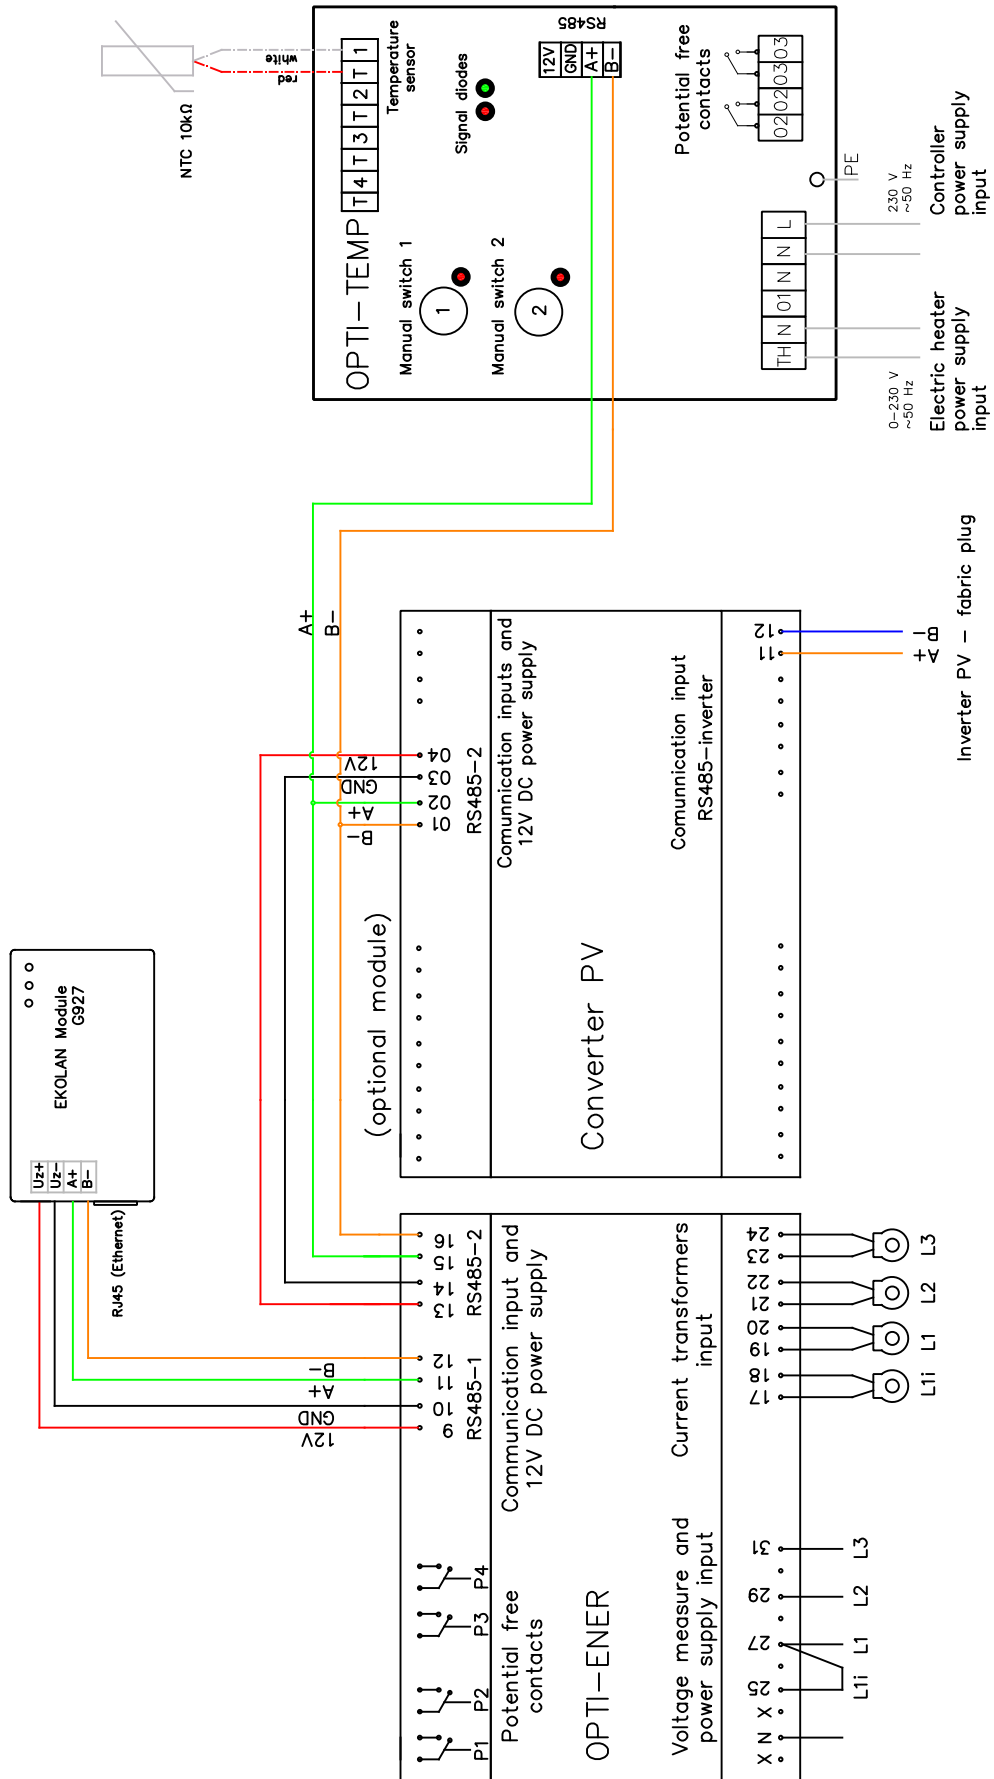 NTC 10kΩ
white
red
1
T
2
T
3
T
4
T
Temperature
sensor
OPTI-TEMP
Manual switch 1
1
Manual switch 2
2
Signal diodes
RS485
12V
GND
A+
B-
Potential free
contacts
02
02
03
03
PE
TH
N
01
N
N
L
230 V
~50 Hz
Controller
power supply
input
0-230 V
~50 Hz
Electric heater
power supply
input
A+
B-
EKOLAN Module
G927
Uz+
Uz-
A+
B-
RJ45 (Ethernet)
(optional module)
Converter PV
B-
A+
GND
12V
01
02
03
04
RS485-2
Comunnication inputs and
12V DC power supply
Comunnication input
RS485-inverter
11
12
A+
B-
Inverter PV - fabric plug
OPTI-ENER
12V
GND
A+
B-
9
10
11
12
RS485-1
13
14
15
16
RS485-2
Communication input and
12V DC power supply
P1
P2
P3
P4
Potential free
contacts
Current transformers
input
17
18
19
20
21
22
23
24
L1i
L1
L2
L3
Voltage measure and
power supply input
X
N
X
25
27
29
31
L1i
L1
L2
L3